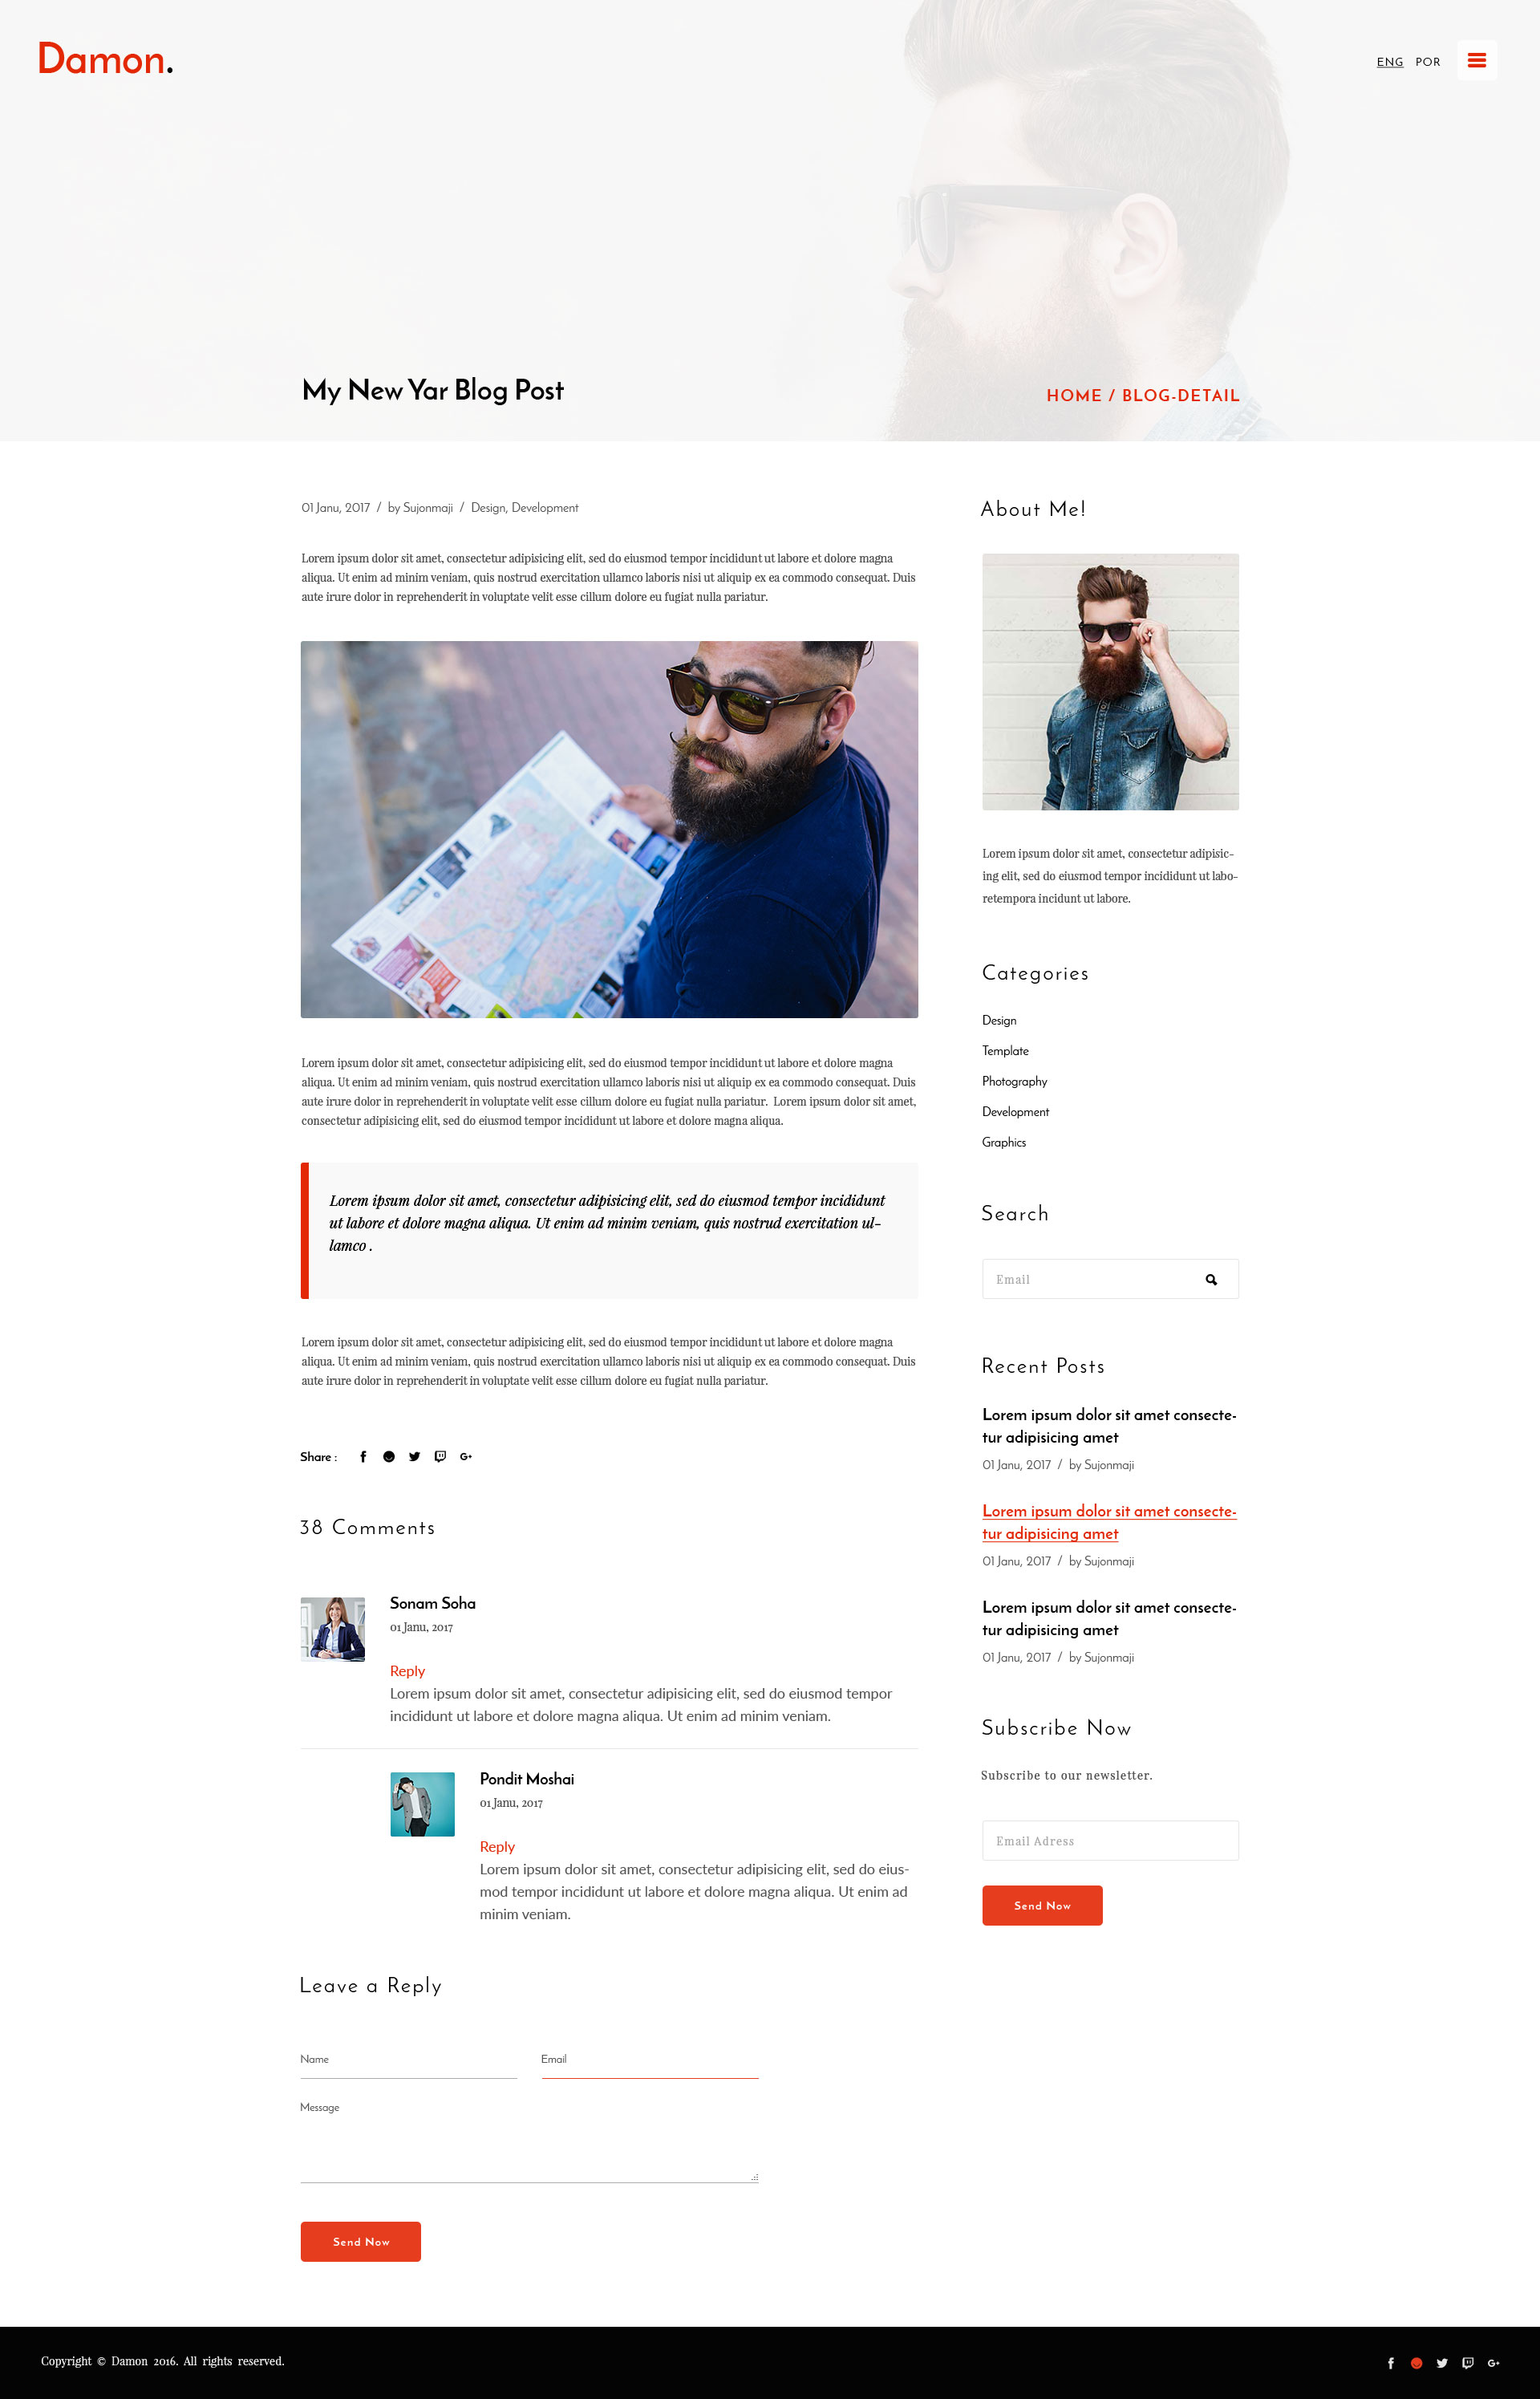 Damon.
ENG POR
My New Yar Blog Post
HOME / BLOG-DETAIL
01 Janu, 2017 / by Sujonmaji / Design, Development
Lorem ipsum dolor sit amet, consectetur adipisicing elit, sed do eiusmod tempor incididunt ut labore et dolore magna
aliqua. Ut enim ad minim veniam, quis nostrud exercitation ullamco laboris nisi ut aliquip ex ea commodo consequat. Duis
aute irure dolor in reprehenderit in voluptate velit esse cillum dolore eu fugiat nulla pariatur.
Lorem ipsum dolor sit amet, consectetur adipisicing elit, sed do eiusmod tempor incididunt ut labore et dolore magna
aliqua. Ut enim ad minim veniam, quis nostrud exercitation ullamco laboris nisi ut aliquip ex ea commodo consequat. Duis
aute irure dolor in reprehenderit in voluptate velit esse cillum dolore eu fugiat nulla pariatur. Lorem ipsum dolor sit amet,
consectetur adipisicing elit, sed do eiusmod tempor incididunt ut labore et dolore magna aliqua.
Lorem ipsum dolor sit amet, consectetur adipisicing elit, sed do eiusmod tempor incididunt
ut labore et dolore magna aliqua. Ut enim ad minim veniam, quis nostrud exercitation ul-
lamco .
Lorem ipsum dolor sit amet, consectetur adipisicing elit, sed do eiusmod tempor incididunt ut labore et dolore magna
aliqua. Ut enim ad minim veniam, quis nostrud exercitation ullamco laboris nisi ut aliquip ex ea commodo consequat. Duis
aute irure dolor in reprehenderit in voluptate velit esse cillum dolore eu fugiat nulla pariatur.
Share :
38 Comments
Sonam Soha
01 Janu, 2017
Reply
Lorem ipsum dolor sit amet, consectetur adipisicing elit, sed do eiusmod tempor
incididunt ut labore et dolore magna aliqua. Ut enim ad minim veniam.
Pondit Moshai
01 Janu, 2017
Reply
Lorem ipsum dolor sit amet, consectetur adipisicing elit, sed do eius-
mod tempor incididunt ut labore et dolore magna aliqua. Ut enim ad
minim veniam.
Leave a Reply
Name
Email
Message
Send Now
About Me!
Lorem ipsum dolor sit amet, consectetur adipisic-
ing elit, sed do eiusmod tempor incididunt ut labo-
retempora incidunt ut labore.
Categories
Design
Template
Photography
Development
Graphics
Search
Email
Recent Posts
Lorem ipsum dolor sit amet consecte-
tur adipisicing amet
01 Janu, 2017 / by Sujonmaji
Lorem ipsum dolor sit amet consecte-
tur adipisicing amet
01 Janu, 2017 / by Sujonmaji
Lorem ipsum dolor sit amet consecte-
tur adipisicing amet
01 Janu, 2017 / by Sujonmaji
Subscribe Now
Subscribe to our newsletter.
Email Adress
Send Now
Copyright © Damon 2016. All rights reserved.